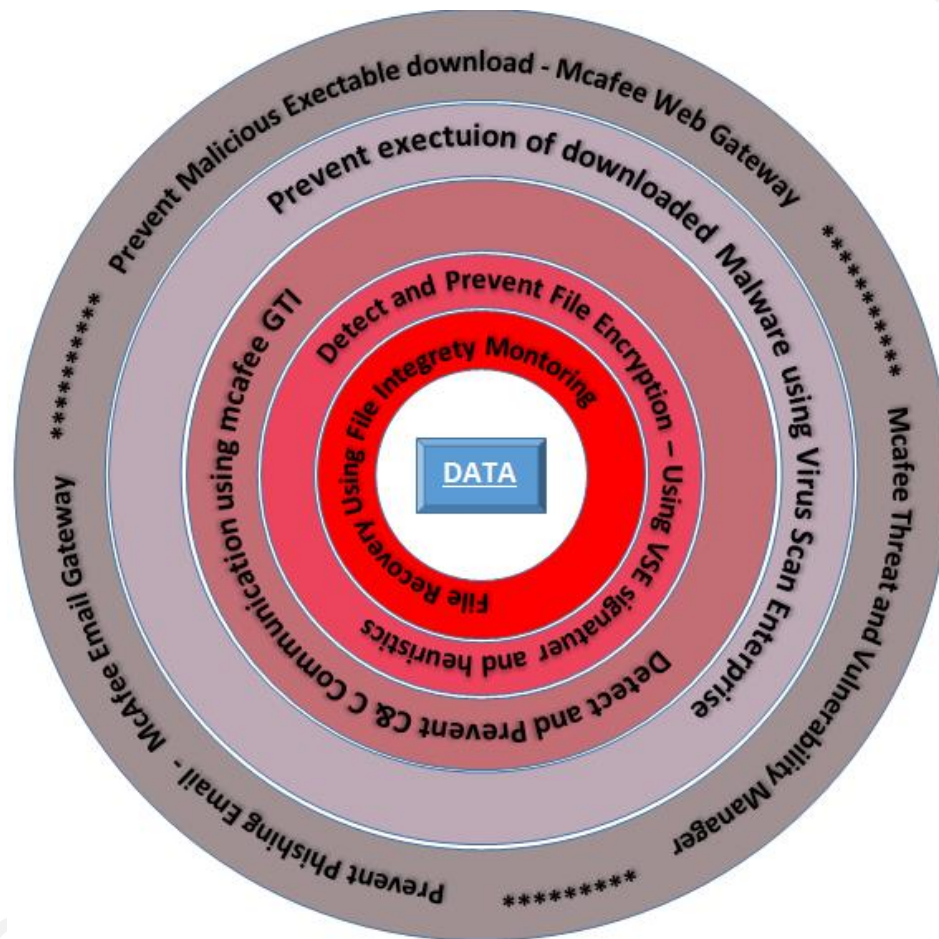 Prevent Malicious Exectable download - Mcafee Web Gateway
***********
Mcafee Threat and Vulnerability Manager
*********
Prevent Phishing Email - McAfee Email Gateway
***********
Prevent exectuion of downloaded Malware using Virus Scan Enterprise
Detect and Prevent C& C Communication using mcafee GTI
Detect and Prevent File Encryption – Using VSE signatuer and heuristics
File Recovery Using File Integrety Montoring
DATA